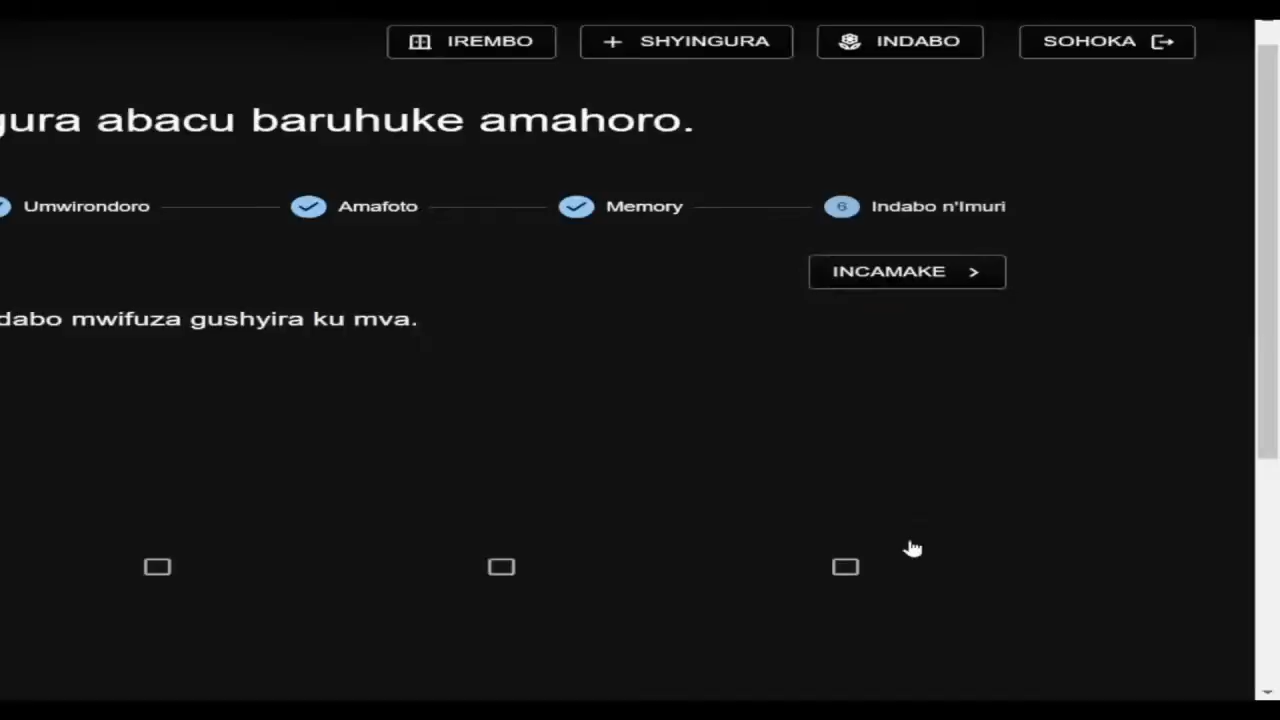 IREMBO
SHYINGURA
INDABO
SOHOKA
gura abacu baruhuke amahoro.
Umwirondoro
Amafoto
Memory
6 Indabo n'Imuri
INCAMAKE >
dabo mwifuza gushyira ku mva.